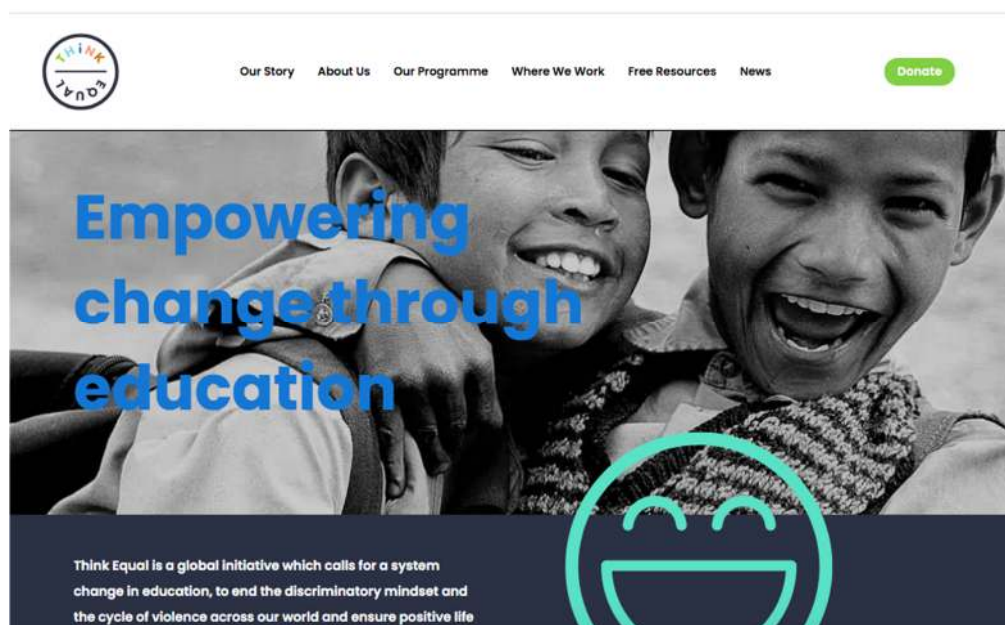 THiNK
EQUAL
Our Story About Us Our Programme Where We Work Free Resources News
Donate
Empowering
change through
education
Think Equal is a global initiative which calls for a system
change in education, to end the discriminatory mindset and
the cycle of violence across our world and ensure positive life